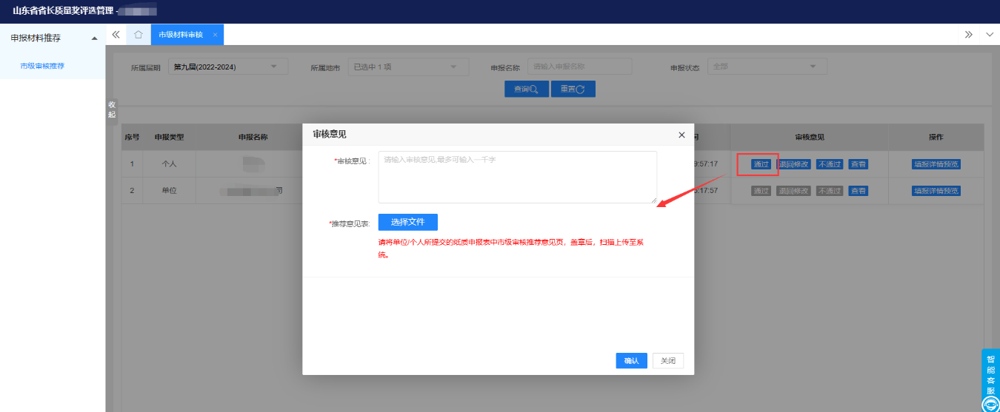 山东省省长质量奖评选管理 -
申报材料推荐
市级材料审核 ×
市级审核推荐
所属届期 第九届(2022-2024) 所属地市 已选中 1 项 申报名称 请输入申报名称 申报状态 全部
查询 重置
收起
序号 申报类型 申报名称 审核意见 操作
1 个人 9:57:17 通过 退回修改 不通过 查看 填报详情预览
2 单位 司 :17:57 通过 退回修改 不通过 查看 填报详情预览
审核意见 ×
*审核意见: 请输入审核意见,最多可输入一千字
*推荐意见表: 选择文件
请将单位/个人所提交的纸质申报表中市级审核推荐意见页，盖章后，扫描上传至系
统。
确认 关闭
智能客服